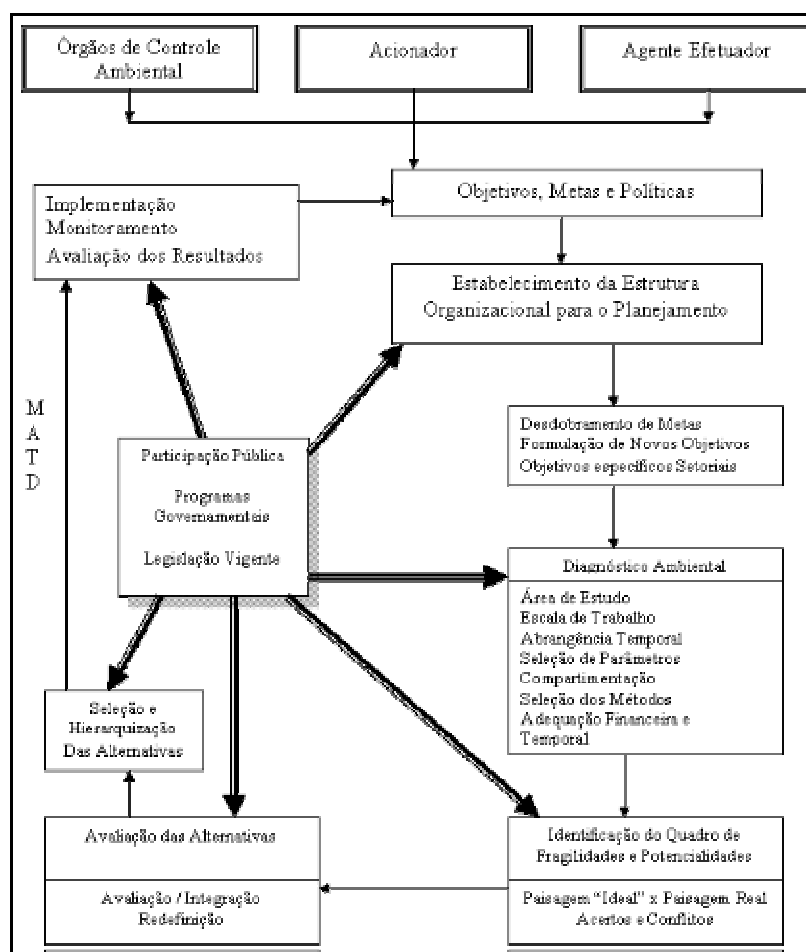 Órgãos de Controle
Ambiental
Acionador
Agente Efetuador
Implementação
Monitoramento
Avaliação dos Resultados
Objetivos, Metas e Políticas
Estabelecimento da Estrutura
Organizacional para o Planejamento
M
A
T
D
Participação Pública
Programas
Governamentais
Legislação Vigente
Desdobramento de Metas
Formulação de Novos Objetivos
Objetivos específicos Setoriais
Diagnóstico Ambiental
Área de Estudo
Escala de Trabalho
Abrangência Temporal
Seleção de Parâmetros
Compartimentação
Seleção dos Métodos
Adequação Financeira e
Temporal
Seleção e
Hierarquização
Das Alternativas
Avaliação das Alternativas
Avaliação / Integração
Redefinição
Identificação do Quadro de
Fragilidades e Potencialidades
Paisagem “Ideal” x Paisagem Real
Acertos e Conflitos